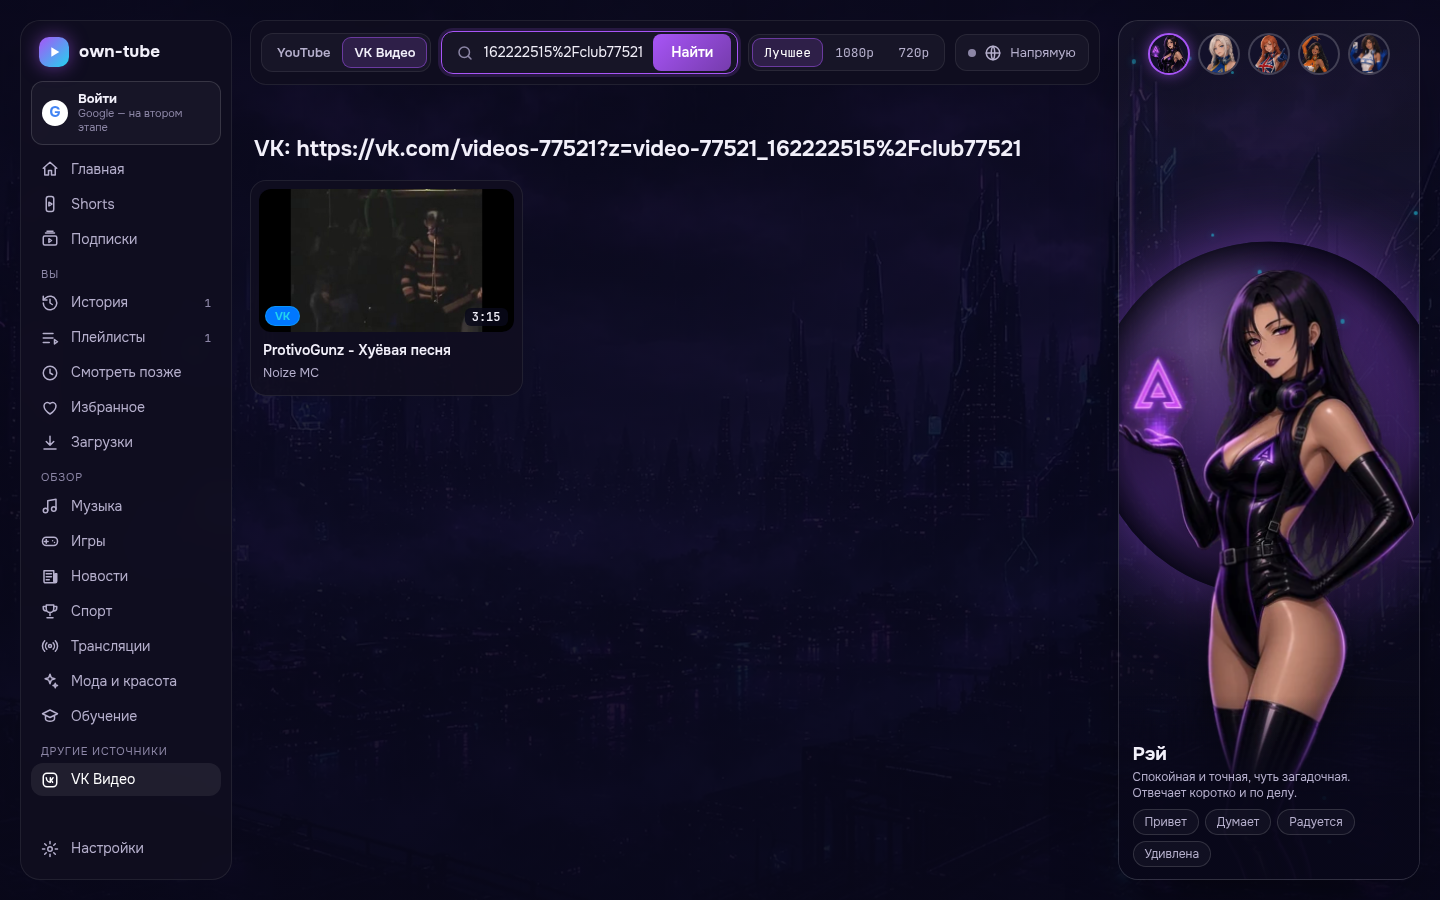 own-tube
Войти
Google — на втором
этапе
Главная
Shorts
Подписки
ВЫ
История 1
Плейлисты 1
Смотреть позже
Избранное
Загрузки
ОБЗОР
Музыка
Игры
Новости
Спорт
Трансляции
Мода и красота
Обучение
ДРУГИЕ ИСТОЧНИКИ
VK Видео
Настройки
YouTube VK Видео 162222515%2Fclub77521 Найти Лучшее 1080p 720p Напрямую
VK: https://vk.com/videos-77521?z=video-77521_162222515%2Fclub77521
VK 3:15
ProtivoGunz - Хуёвая песня
Noize MC
Рэй
Спокойная и точная, чуть загадочная.
Отвечает коротко и по делу.
Привет Думает Радуется
Удивлена